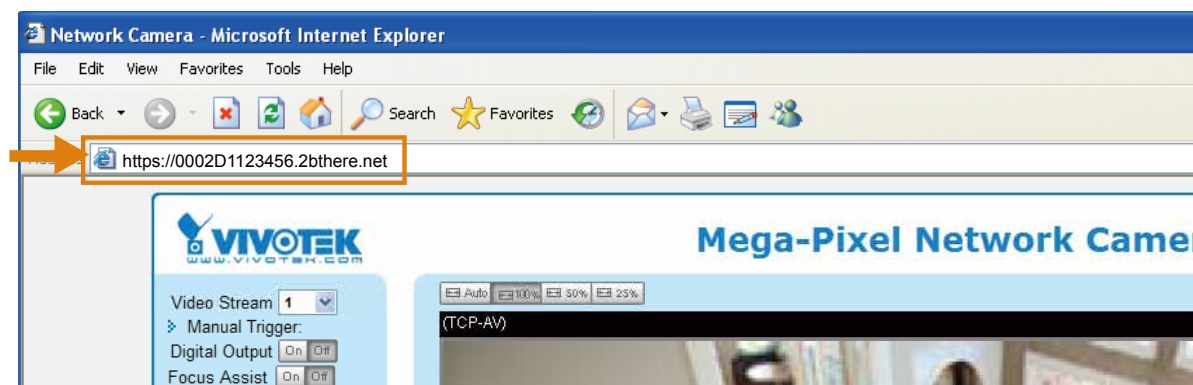 Network Camera - Microsoft Internet Explorer
File Edit View Favorites Tools Help
Back Search Favorites
https://0002D1123456.2bthere.net
VIVOTEK
www.vivotek.com
Mega-Pixel Network Camer
Video Stream 1
Auto 100% 50% 25%
Manual Trigger:
(TCP-AV)
Digital Output On Off
Focus Assist On Off